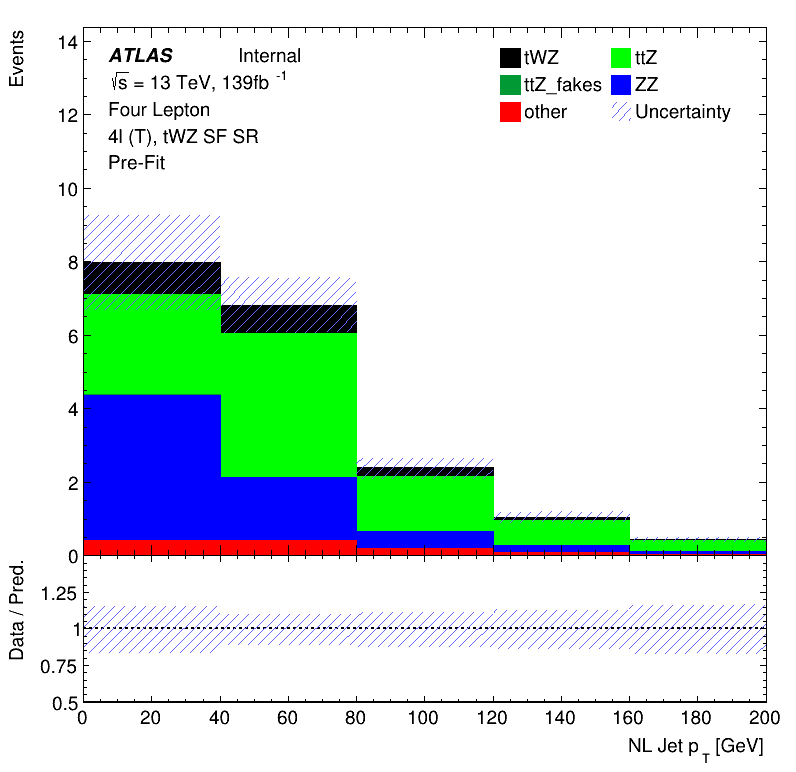 Events
14
12
10
8
6
4
2
0
ATLAS Internal
√s = 13 TeV, 139fb -1
Four Lepton
4l (T), tWZ SF SR
Pre-Fit
tWZ ttZ
ttZ_fakes ZZ
other Uncertainty
Data / Pred.
1.25
1
0.75
0.5
0 20 40 60 80 100 120 140 160 180 200
NL Jet p T [GeV]